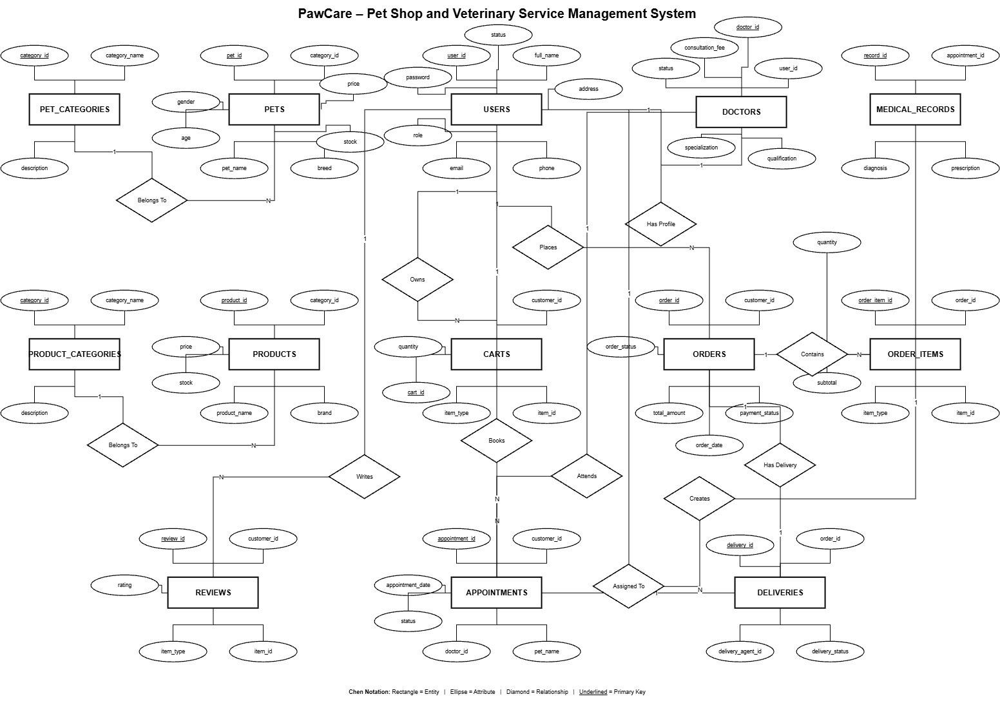 PawCare – Pet Shop and Veterinary Service Management System
status
doctor_id
consultation_fee
category_id
category_name
pet_id
category_id
user_id
full_name
record_id
appointment_id
status
user_id
price
password
address
gender
PET_CATEGORIES
PETS
USERS
DOCTORS
MEDICAL_RECORDS
1
age
role
stock
specialization
qualification
1
description
pet_name
breed
email
phone
1
diagnosis
prescription
1
Belongs To
N
1
Has Profile
1
1
Places
N
quantity
1
Owns
1
1
category_id
category_name
product_id
category_id
customer_id
order_id
customer_id
order_item_id
order_id
N
price
quantity
order_status
PRODUCT_CATEGORIES
PRODUCTS
CARTS
ORDERS
1
Contains
N
ORDER_ITEMS
stock
cart_id
subtotal
1
1
1
description
product_name
brand
item_type
item_id
total_amount
payment_status
item_type
item_id
Belongs To
N
Books
order_date
Has Delivery
N
Writes
Attends
N
Creates
N
1
review_id
customer_id
appointment_id
customer_id
delivery_id
order_id
rating
appointment_date
Assigned To
N
1
REVIEWS
APPOINTMENTS
DELIVERIES
status
item_type
item_id
doctor_id
pet_name
delivery_agent_id
delivery_status
Chen Notation: Rectangle = Entity | Ellipse = Attribute | Diamond = Relationship | Underlined = Primary Key